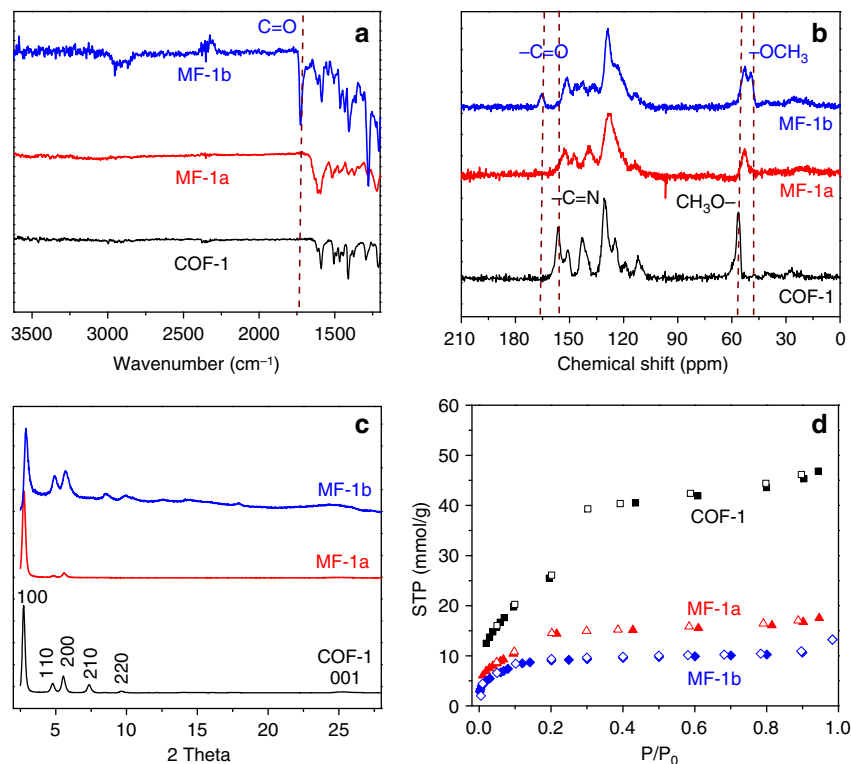 a
C=O
MF-1b
MF-1a
COF-1
3500 3000 2500 2000 1500
Wavenumber (cm⁻¹)
b
–C=O
–OCH₃
MF-1b
MF-1a
–C=N
CH₃O–
COF-1
210 180 150 120 90 60 30 0
Chemical shift (ppm)
c
MF-1b
MF-1a
100
110
200
210
220
COF-1
001
5 10 15 20 25
2 Theta
d
60
50
40
30
20
10
0
STP (mmol/g)
COF-1
MF-1a
MF-1b
0.0 0.2 0.4 0.6 0.8 1.0
P/P₀